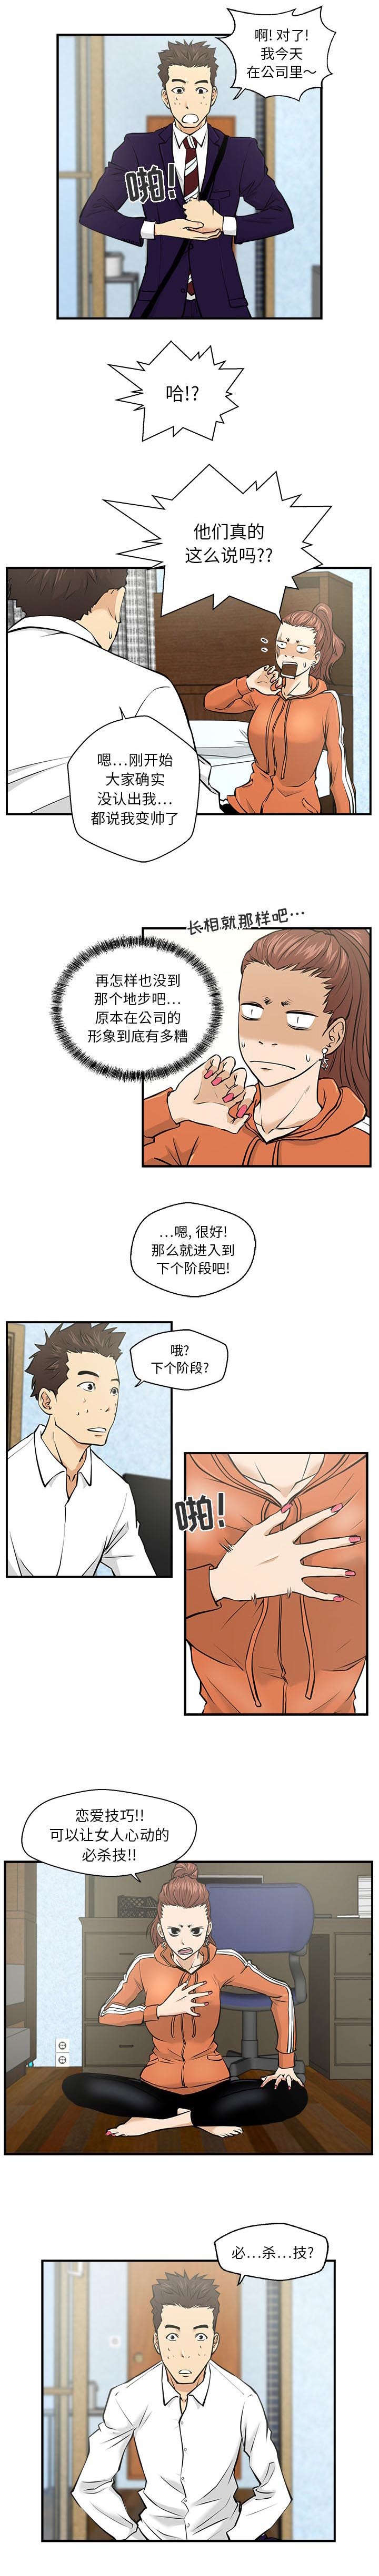 啊! 对了!
我今天
在公司里～
啪!
哈!?
他们真的
这么说吗??
嗯...刚开始
大家确实
没认出我...
都说我变帅了
长相就那样吧...
再怎样也没到
那个地步吧...
原本在公司的
形象到底有多糟
...嗯, 很好!
那么就进入到
下个阶段吧!
哦?
下个阶段?
啪!
恋爱技巧!!
可以让女人心动的
必杀技!!
必...杀...技?